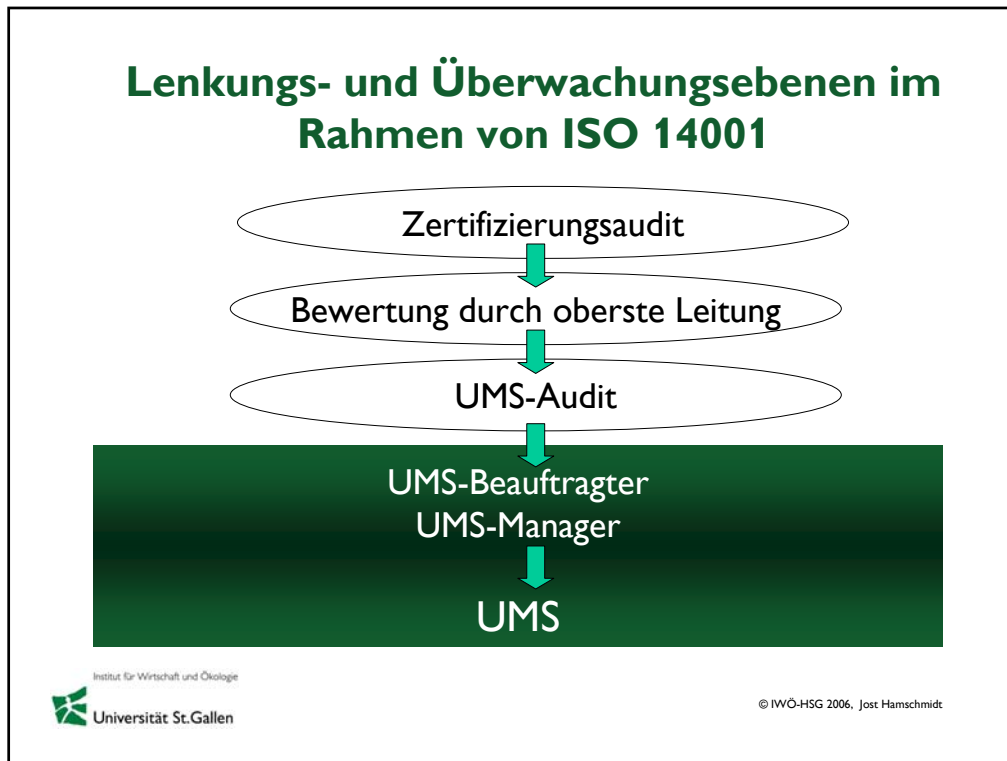 Lenkungs- und Überwachungsebenen im
Rahmen von ISO 14001
Zertifizierungsaudit
Bewertung durch oberste Leitung
UMS-Audit
UMS-Beauftragter
UMS-Manager
UMS
Institut für Wirtschaft und Ökologie
Universität St.Gallen
© IWÖ-HSG 2006, Jost Hamschmidt